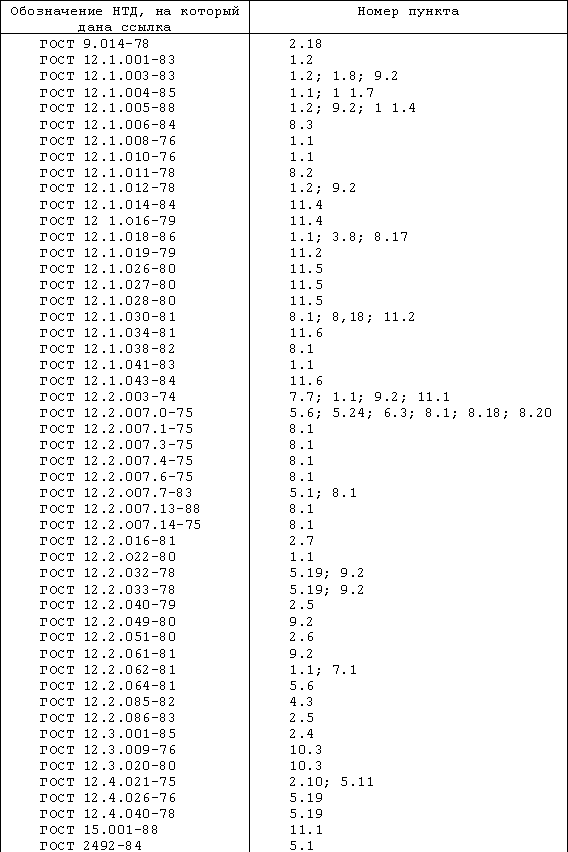 Обозначение НТД, на который Номер пункта
дана ссылка
ГОСТ 9.014-78 2.18
ГОСТ 12.1.001-83 1.2
ГОСТ 12.1.003-83 1.2; 1.8; 9.2
ГОСТ 12.1.004-85 1.1; 1 1.7
ГОСТ 12.1.005-88 1.2; 9.2; 1 1.4
ГОСТ 12.1.006-84 8.3
ГОСТ 12.1.008-76 1.1
ГОСТ 12.1.010-76 1.1
ГОСТ 12.1.011-78 8.2
ГОСТ 12.1.012-78 1.2; 9.2
ГОСТ 12.1.014-84 11.4
ГОСТ 12 1.о16-79 11.4
ГОСТ 12.1.018-86 1.1; 3.8; 8.17
ГОСТ 12.1.019-79 11.2
ГОСТ 12.1.026-80 11.5
ГОСТ 12.1.027-80 11.5
ГОСТ 12.1.028-80 11.5
ГОСТ 12.1.030-81 8.1; 8,18; 11.2
ГОСТ 12.1.034-81 11.6
ГОСТ 12.1.038-82 8.1
ГОСТ 12.1.041-83 1.1
ГОСТ 12.1.043-84 11.6
ГОСТ 12.2.003-74 7.7; 1.1; 9.2; 11.1
ГОСТ 12.2.007.0-75 5.6; 5.24; 6.3; 8.1; 8.18; 8.20
ГОСТ 12.2.007.1-75 8.1
ГОСТ 12.2.007.3-75 8.1
ГОСТ 12.2.007.4-75 8.1
ГОСТ 12.2.007.6-75 8.1
ГОСТ 12.2.о07.7-83 5.1; 8.1
ГОСТ 12.2.007.13-88 8.1
ГОСТ 12.2.о07.14-75 8.1
ГОСТ 12.2.016-81 2.7
ГОСТ 12.2.о22-80 1.1
ГОСТ 12.2.032-78 5.19; 9.2
ГОСТ 12.2.033-78 5.19; 9.2
ГОСТ 12.2.040-79 2.5
ГОСТ 12.2.049-80 9.2
ГОСТ 12.2.051-80 2.6
ГОСТ 12.2.061-81 9.2
ГОСТ 12.2.062-81 1.1; 7.1
ГОСТ 12.2.064-81 5.6
ГОСТ 12.2.085-82 4.3
ГОСТ 12.2.086-83 2.5
ГОСТ 12.3.001-85 2.4
ГОСТ 12.3.009-76 10.3
ГОСТ 12.3.020-80 10.3
ГОСТ 12.4.021-75 2.10; 5.11
ГОСТ 12.4.026-76 5.19
ГОСТ 12.4.040-78 5.19
ГОСТ 15.001-88 11.1
ГОСТ 2492-84 5.1